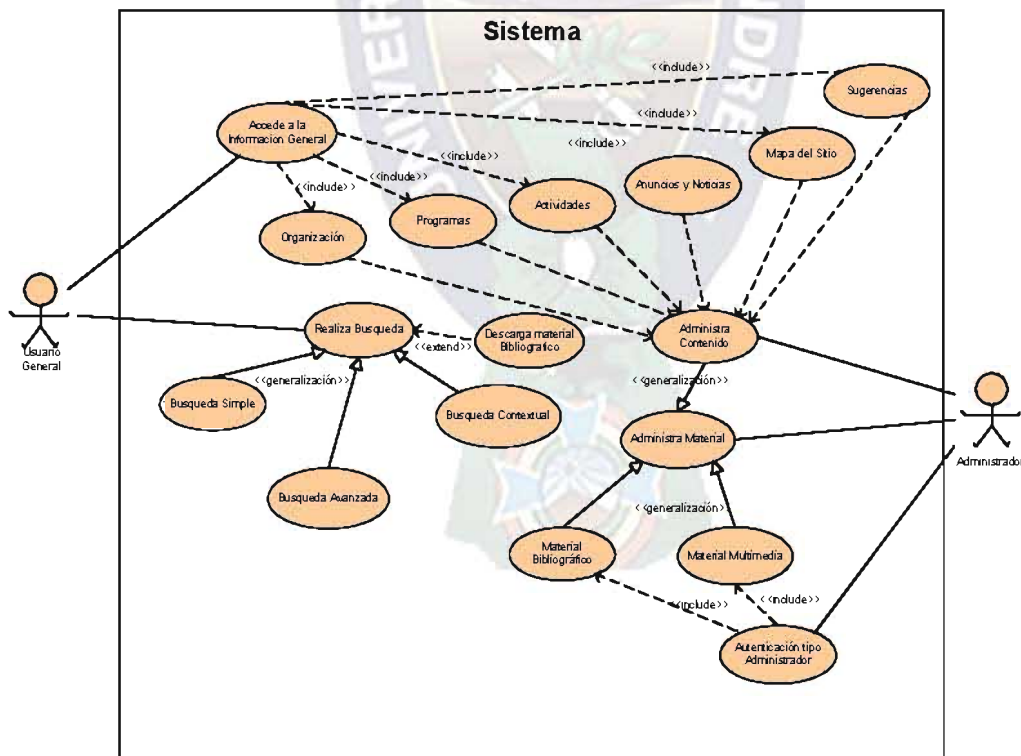 Sistema
<<include>>
Sugerencias
Accede a la
Informacion General
<<include>>
<<include>>
<<include>>
Mapa del Sitio
<<include>>
<<include>>
Anuncios y Noticias
Actividades
Programas
Organización
Usuario
General
Realiza Busqueda
<<extend>>
Descarga material
Bibliografico
Administra
Contenido
<<generalización>>
<<generalización>>
Busqueda Simple
Busqueda Contextual
Administra Material
Administrador
Busqueda Avanzada
<<generalización>
Material
Bibliográfico
Material Multimedia
<<include>>
<<include>>
Autenticación tipo
Administrador